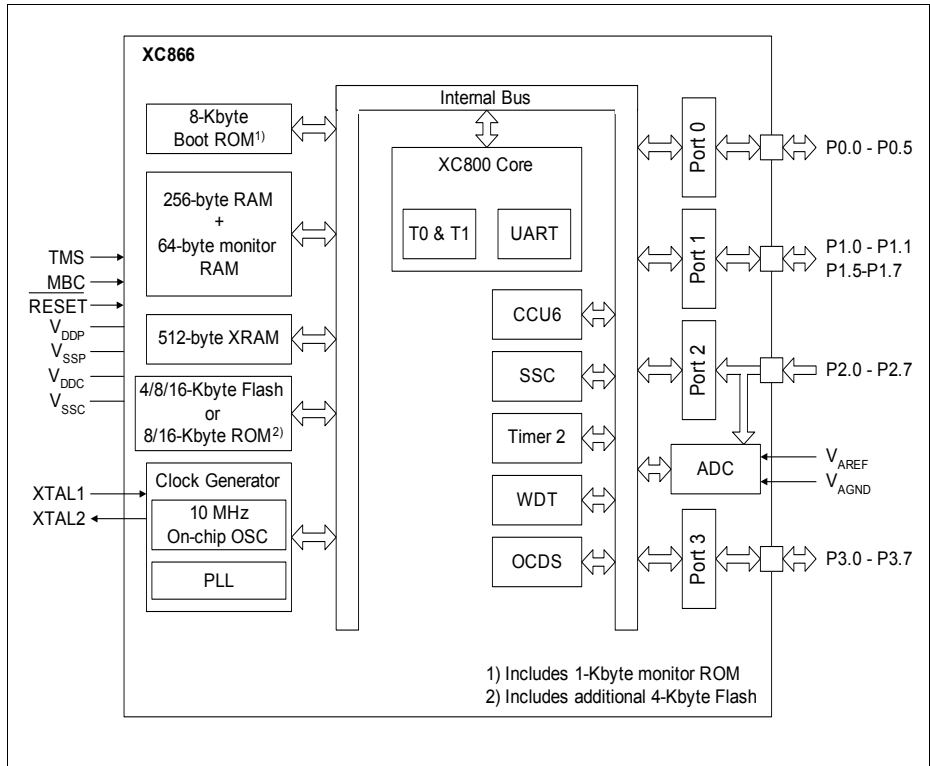 XC866
Internal Bus
8-Kbyte
Boot ROM1)
256-byte RAM
+
64-byte monitor
RAM
512-byte XRAM
4/8/16-Kbyte Flash
or
8/16-Kbyte ROM2)
Clock Generator
10 MHz
On-chip OSC
PLL
TMS
MBC
RESET
VDDP
VSSP
VDDC
VSSC
XTAL1
XTAL2
XC800 Core
T0 & T1
UART
CCU6
SSC
Timer 2
WDT
OCDS
Port 0
Port 1
Port 2
ADC
Port 3
P0.0 - P0.5
P1.0 - P1.1
P1.5-P1.7
P2.0 - P2.7
VAREF
VAGND
P3.0 - P3.7
1) Includes 1-Kbyte monitor ROM
2) Includes additional 4-Kbyte Flash